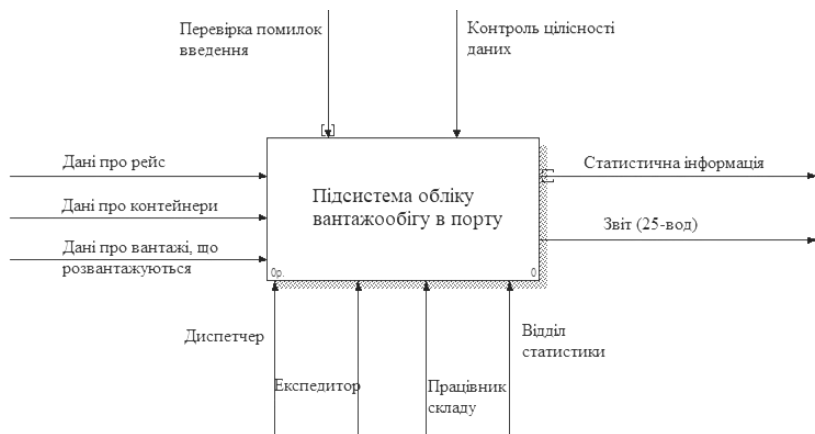 Перевірка помилок
введення
Контроль цілісності
даних
Дані про рейс
Дані про контейнери
Дані про вантажі, що
розвантажуються
Підсистема обліку
вантажообігу в порту
0р.
0
Статистична інформація
Звіт (25-вод)
Диспетчер
Експедитор
Працівник
складу
Відділ
статистики